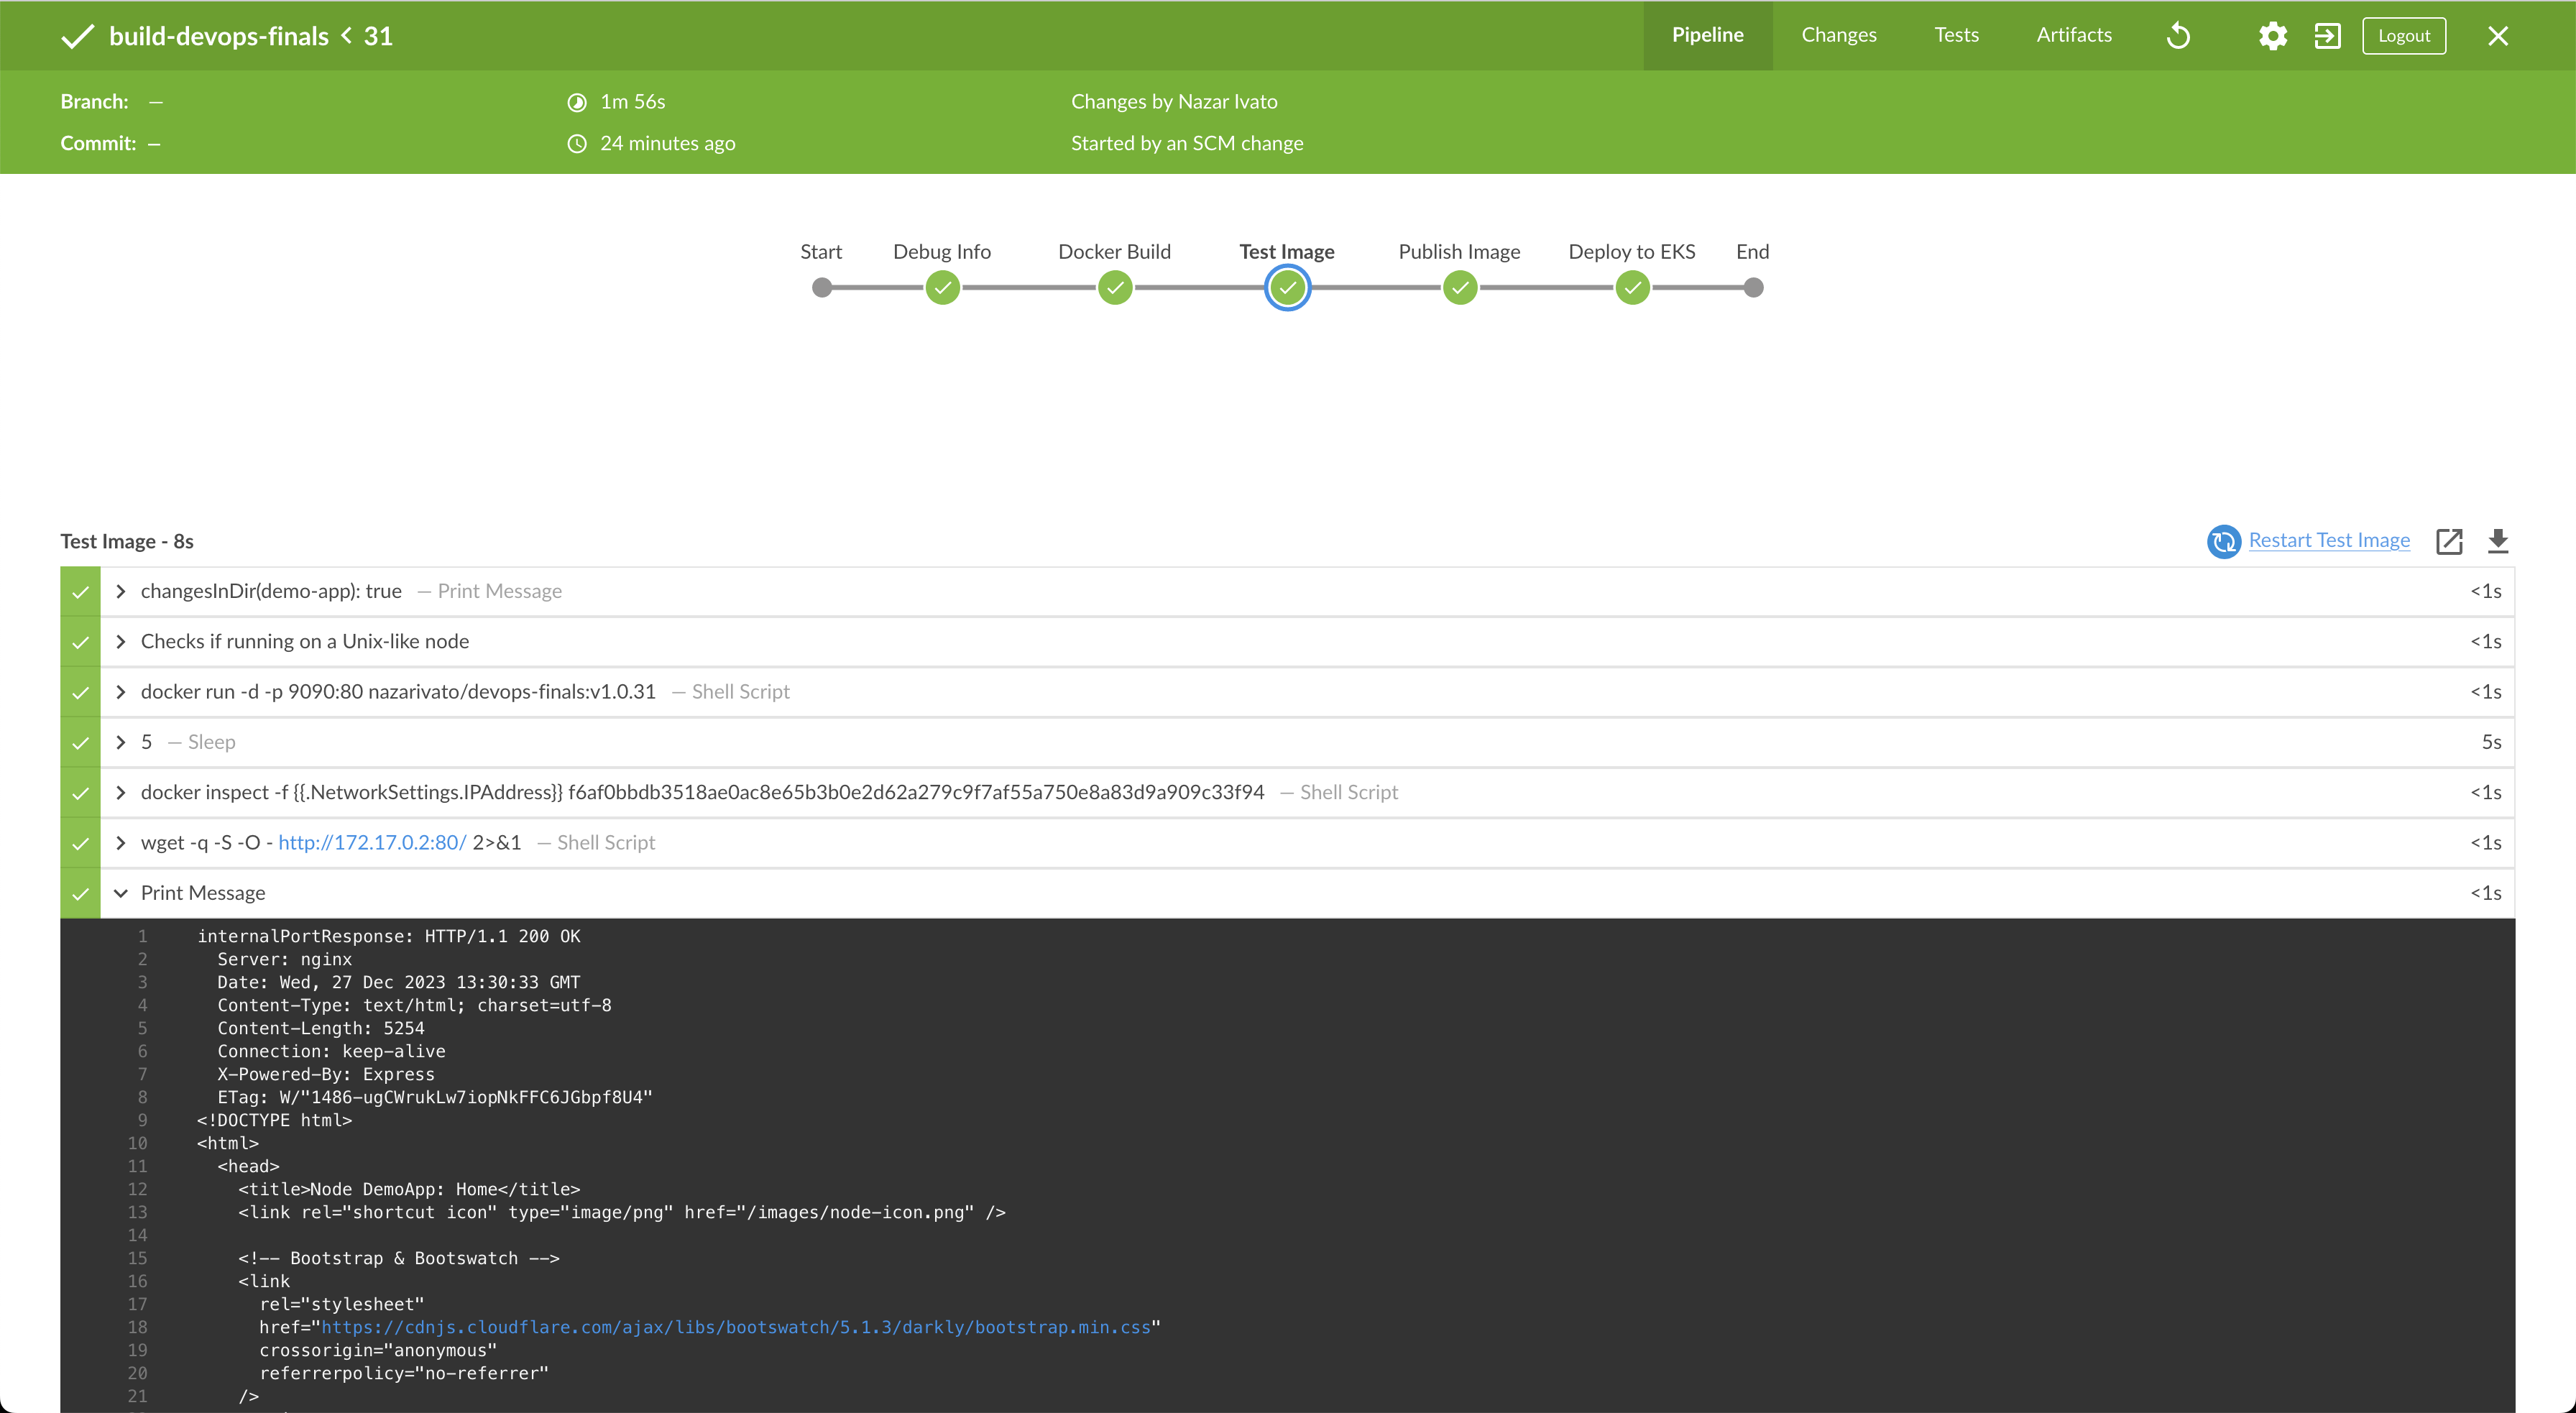 build-devops-finals < 31
Pipeline Changes Tests Artifacts Logout
Branch: — 1m 56s Changes by Nazar Ivato
Commit: — 24 minutes ago Started by an SCM change
Start Debug Info Docker Build Test Image Publish Image Deploy to EKS End
Test Image - 8s Restart Test Image
changesInDir(demo-app): true — Print Message <1s
Checks if running on a Unix-like node <1s
docker run -d -p 9090:80 nazarivato/devops-finals:v1.0.31 — Shell Script <1s
5 — Sleep 5s
docker inspect -f {{.NetworkSettings.IPAddress}} f6af0bbdb3518ae0ac8e65b3b0e2d62a279c9f7af55a750e8a83d9a909c33f94 — Shell Script <1s
wget -q -S -O - http://172.17.0.2:80/ 2>&1 — Shell Script <1s
Print Message <1s
1 internalPortResponse: HTTP/1.1 200 OK
2 Server: nginx
3 Date: Wed, 27 Dec 2023 13:30:33 GMT
4 Content-Type: text/html; charset=utf-8
5 Content-Length: 5254
6 Connection: keep-alive
7 X-Powered-By: Express
8 ETag: W/"1486-ugCWrukLw7iopNkFFC6JGbpf8U4"
9 <!DOCTYPE html>
10 <html>
11 <head>
12 <title>Node DemoApp: Home</title>
13 <link rel="shortcut icon" type="image/png" href="/images/node-icon.png" />
14
15 <!-- Bootstrap & Bootswatch -->
16 <link
17 rel="stylesheet"
18 href="https://cdnjs.cloudflare.com/ajax/libs/bootswatch/5.1.3/darkly/bootstrap.min.css"
19 crossorigin="anonymous"
20 referrerpolicy="no-referrer"
21 />